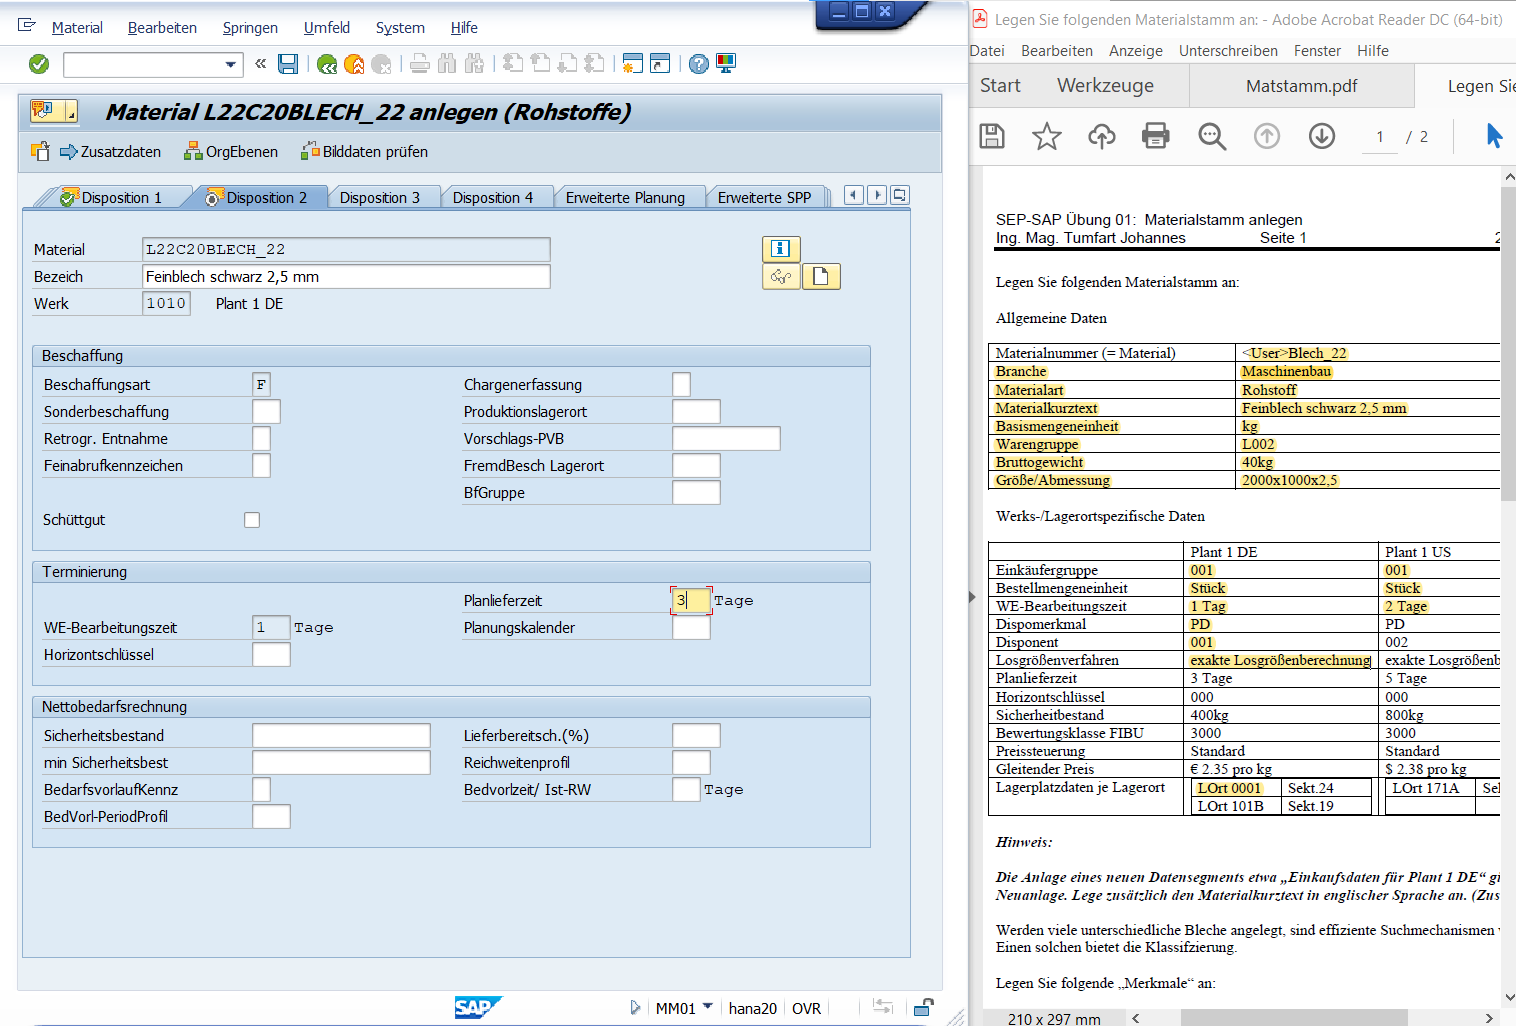 Material Bearbeiten Springen Umfeld System Hilfe
Material L22C20BLECH_22 anlegen (Rohstoffe)
Zusatzdaten OrgEbenen Bilddaten prüfen
Disposition 1 Disposition 2 Disposition 3 Disposition 4 Erweiterte Planung Erweiterte SPP
Material L22C20BLECH_22
Bezeich Feinblech schwarz 2,5 mm
Werk 1010 Plant 1 DE
Beschaffung
Beschaffungsart F Chargenerfassung
Sonderbeschaffung Produktionslagerort
Retrogr. Entnahme Vorschlags-PVB
Feinabrufkennzeichen FremdBesch Lagerort
BfGruppe
Schüttgut
Terminierung
Planlieferzeit 3 Tage
WE-Bearbeitungszeit 1 Tage Planungskalender
Horizontschlüssel
Nettobedarfsrechnung
Sicherheitsbestand Lieferbereitsch.(%)
min Sicherheitsbest Reichweitenprofil
BedarfsvorlaufKennz Bedvorlzeit/ Ist-RW Tage
BedVorl-PeriodProfil
SAP MM01 hana20 OVR
Legen Sie folgenden Materialstamm an: - Adobe Acrobat Reader DC (64-bit)
Datei Bearbeiten Anzeige Unterschreiben Fenster Hilfe
Start Werkzeuge Matstamm.pdf Legen Sie
1 / 2
SEP-SAP Übung 01: Materialstamm anlegen
Ing. Mag. Tumfart Johannes Seite 1 2
Legen Sie folgenden Materialstamm an:
Allgemeine Daten
Materialnummer (= Material) <User>Blech_22
Branche Maschinenbau
Materialart Rohstoff
Materialkurztext Feinblech schwarz 2,5 mm
Basismengeneinheit kg
Warengruppe L002
Bruttogewicht 40kg
Größe/Abmessung 2000x1000x2,5
Werks-/Lagerortspezifische Daten
Plant 1 DE Plant 1 US
Einkäufergruppe 001 001
Bestellmengeneinheit Stück Stück
WE-Bearbeitungszeit 1 Tag 2 Tage
Dispomerkmal PD PD
Disponent 001 002
Losgrößenverfahren exakte Losgrößenberechnung exakte Losgrößenb
Planlieferzeit 3 Tage 5 Tage
Horizontschlüssel 000 000
Sicherheitbestand 400kg 800kg
Bewertungsklasse FIBU 3000 3000
Preissteuerung Standard Standard
Gleitender Preis € 2.35 pro kg $ 2.38 pro kg
Lagerplatzdaten je Lagerort LOrt 0001 Sekt.24 LOrt 171A Sek
LOrt 101B Sekt.19
Hinweis:
Die Anlage eines neuen Datensegments etwa „Einkaufsdaten für Plant 1 DE“ gi
Neuanlage. Lege zusätzlich den Materialkurztext in englischer Sprache an. (Zus
Werden viele unterschiedliche Bleche angelegt, sind effiziente Suchmechanismen
Einen solchen bietet die Klassifzierung.
Legen Sie folgende „Merkmale“ an:
210 x 297 mm